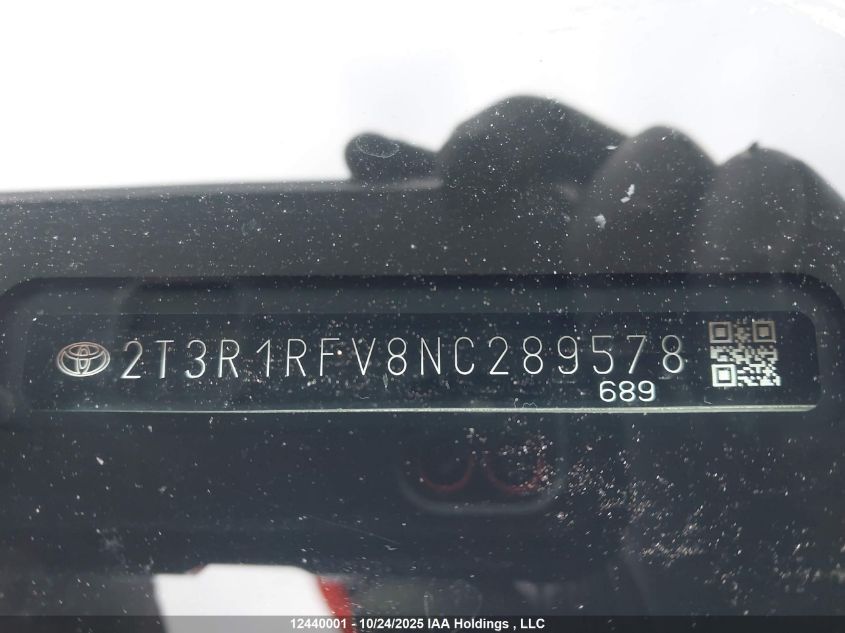 2T3R1RFV8NC289578
689
12440001 - 10/24/2025 IAA Holdings , LLC